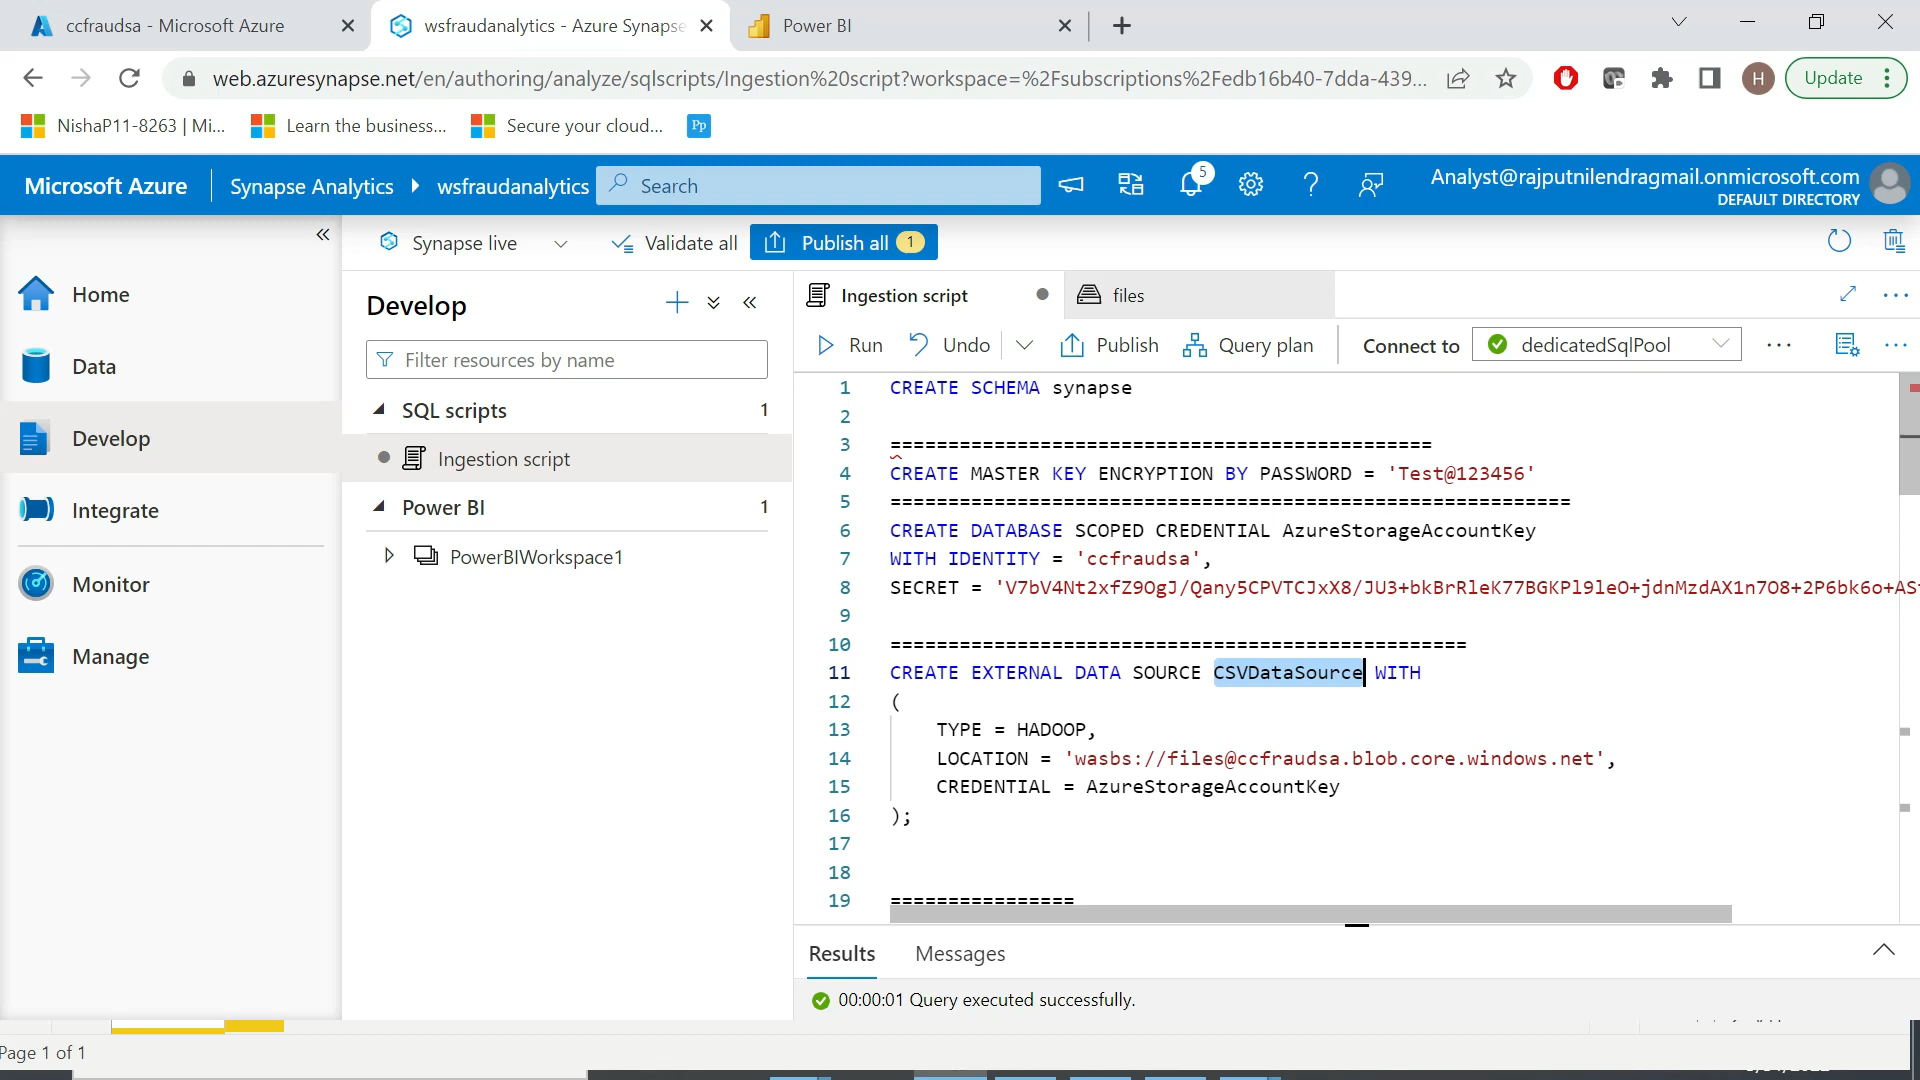 ccfraudsa - Microsoft Azure
wsfraudanalytics - Azure Synapse
Power BI
web.azuresynapse.net/en/authoring/analyze/sqlscripts/Ingestion%20script?workspace=%2Fsubscriptions%2Fedb16b40-7dda-439...
H
Update
NishaP11-8263 | Mi...
Learn the business...
Secure your cloud...
Pp
Microsoft Azure
Synapse Analytics
wsfraudanalytics
Search
5
Analyst@rajputnilendragmail.onmicrosoft.com
DEFAULT DIRECTORY
Synapse live
Validate all
Publish all 1
Home
Data
Develop
Integrate
Monitor
Manage
Develop
Filter resources by name
SQL scripts 1
Ingestion script
Power BI 1
PowerBIWorkspace1
Ingestion script
files
Run
Undo
Publish
Query plan
Connect to
dedicatedSqlPool
1 CREATE SCHEMA synapse
2
3 ===============================================
4 CREATE MASTER KEY ENCRYPTION BY PASSWORD = 'Test@123456'
5 ===========================================================
6 CREATE DATABASE SCOPED CREDENTIAL AzureStorageAccountKey
7 WITH IDENTITY = 'ccfraudsa',
8 SECRET = 'V7bV4Nt2xfZ9OgJ/Qany5CPVTCJxX8/JU3+bkBrRleK77BGKPl9leO+jdnMzdAX1n7O8+2P6bk6o+AS
9
10 ==================================================
11 CREATE EXTERNAL DATA SOURCE CSVDataSource WITH
12 (
13 TYPE = HADOOP,
14 LOCATION = 'wasbs://files@ccfraudsa.blob.core.windows.net',
15 CREDENTIAL = AzureStorageAccountKey
16 );
17
18
19 ================
Results
Messages
00:00:01 Query executed successfully.
Page 1 of 1